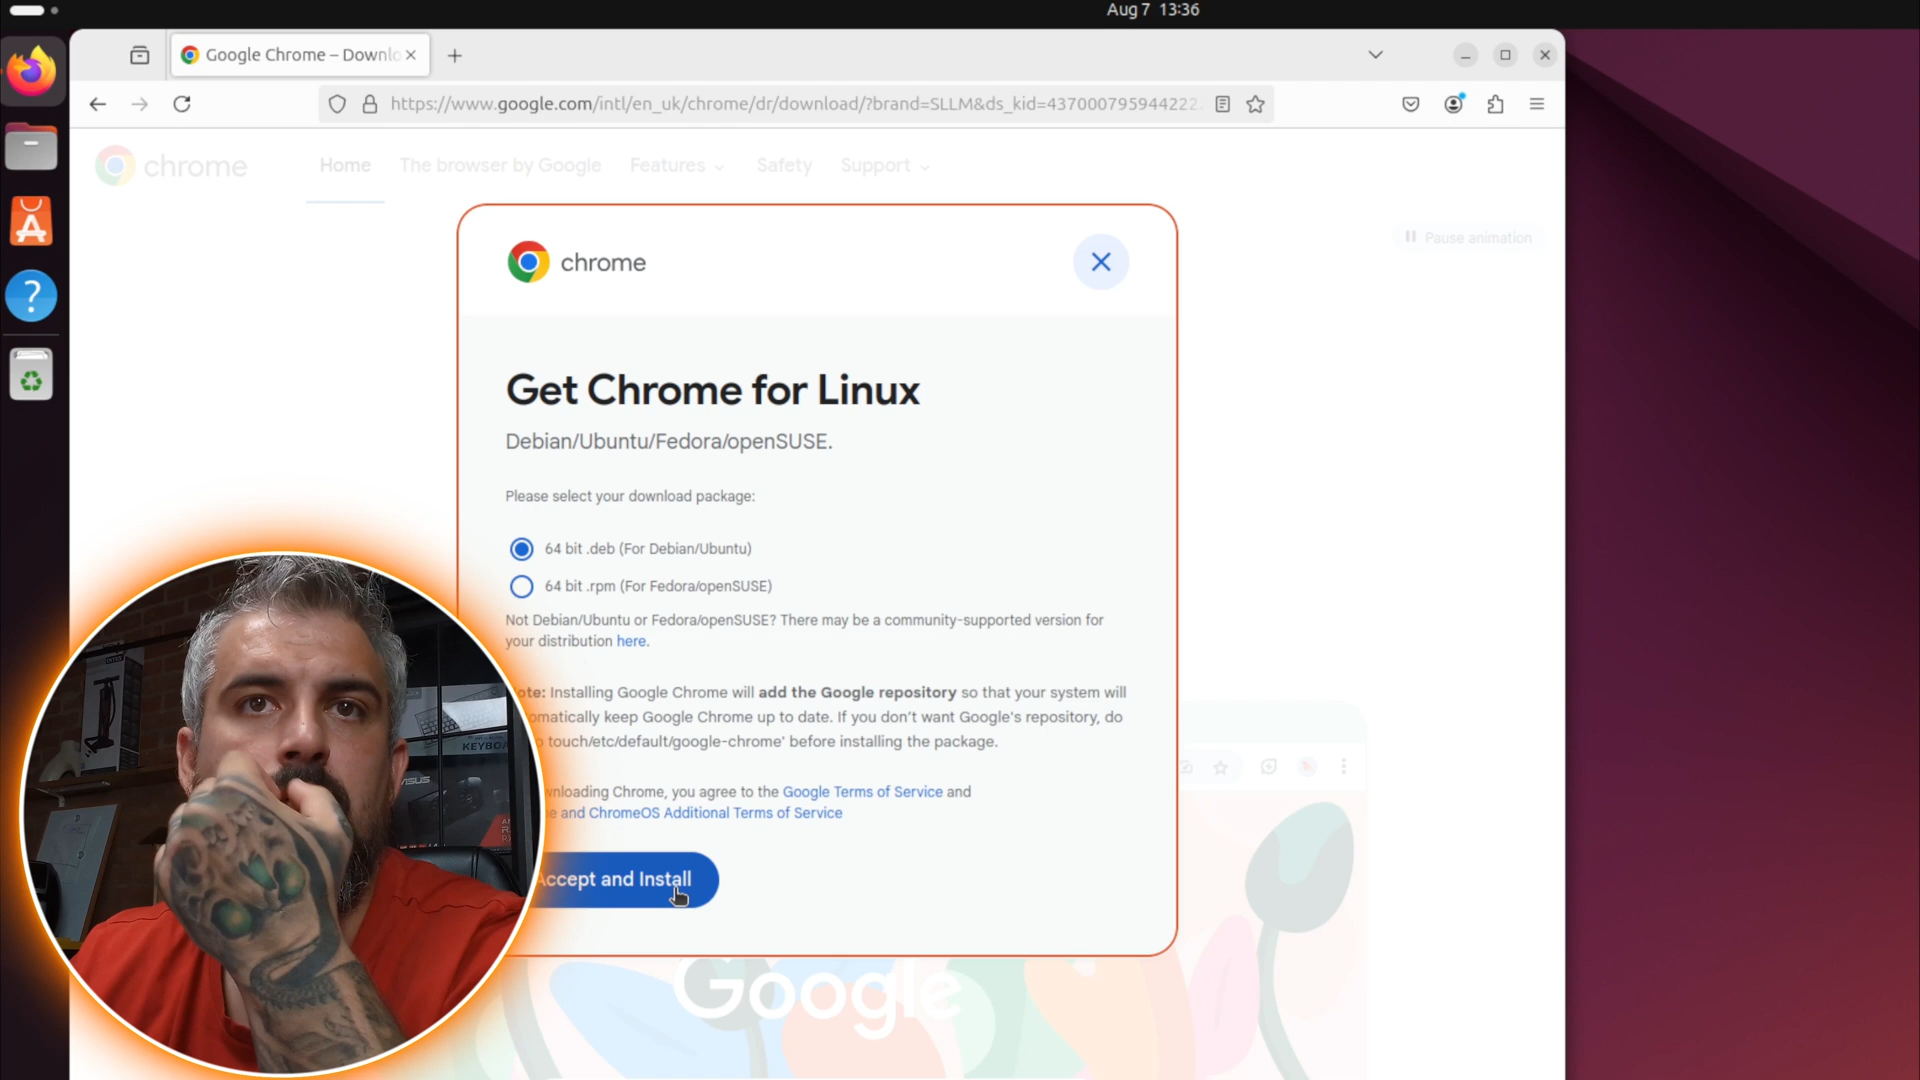 Aug 7 13:36
Google Chrome – Downlo
https://www.google.com/intl/en_uk/chrome/dr/download/?brand=SLLM&ds_kid=437000795944222
chrome
Home The browser by Google Features Safety Support
Pause animation
chrome
Get Chrome for Linux
Debian/Ubuntu/Fedora/openSUSE.
Please select your download package:
64 bit .deb (For Debian/Ubuntu)
64 bit .rpm (For Fedora/openSUSE)
Not Debian/Ubuntu or Fedora/openSUSE? There may be a community-supported version for
your distribution here.
ote: Installing Google Chrome will add the Google repository so that your system will
omatically keep Google Chrome up to date. If you don't want Google's repository, do
touch/etc/default/google-chrome' before installing the package.
wnloading Chrome, you agree to the Google Terms of Service and
e and ChromeOS Additional Terms of Service
KEYBO
ASUS
Accept and Install
Google